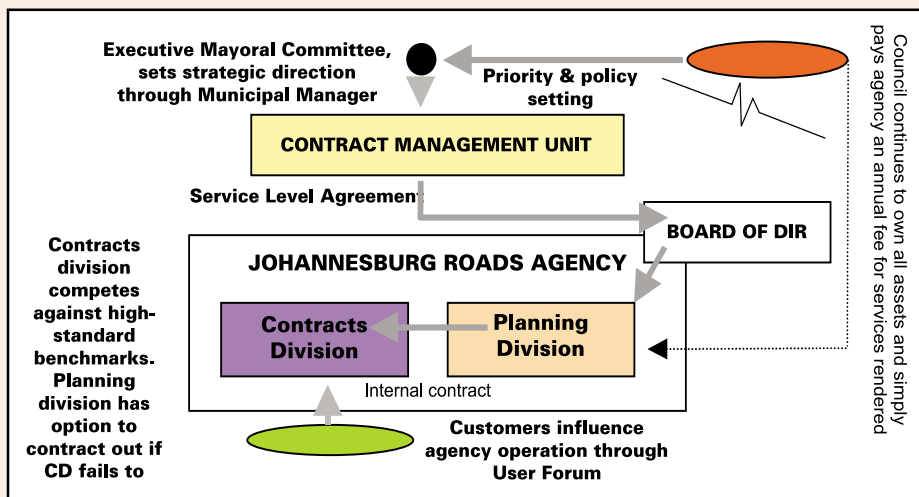 Executive Mayoral Committee,
sets strategic direction
through Municipal Manager
Priority & policy
setting
Council continues to own all assets and simply
pays agency an annual fee for services rendered
CONTRACT MANAGEMENT UNIT
Service Level Agreement
BOARD OF DIR
JOHANNESBURG ROADS AGENCY
Contracts
Division
Planning
Division
Internal contract
Contracts
division
competes
against high-
standard
benchmarks.
Planning
division has
option to
contract out if
CD fails to
Customers influence
agency operation through
User Forum